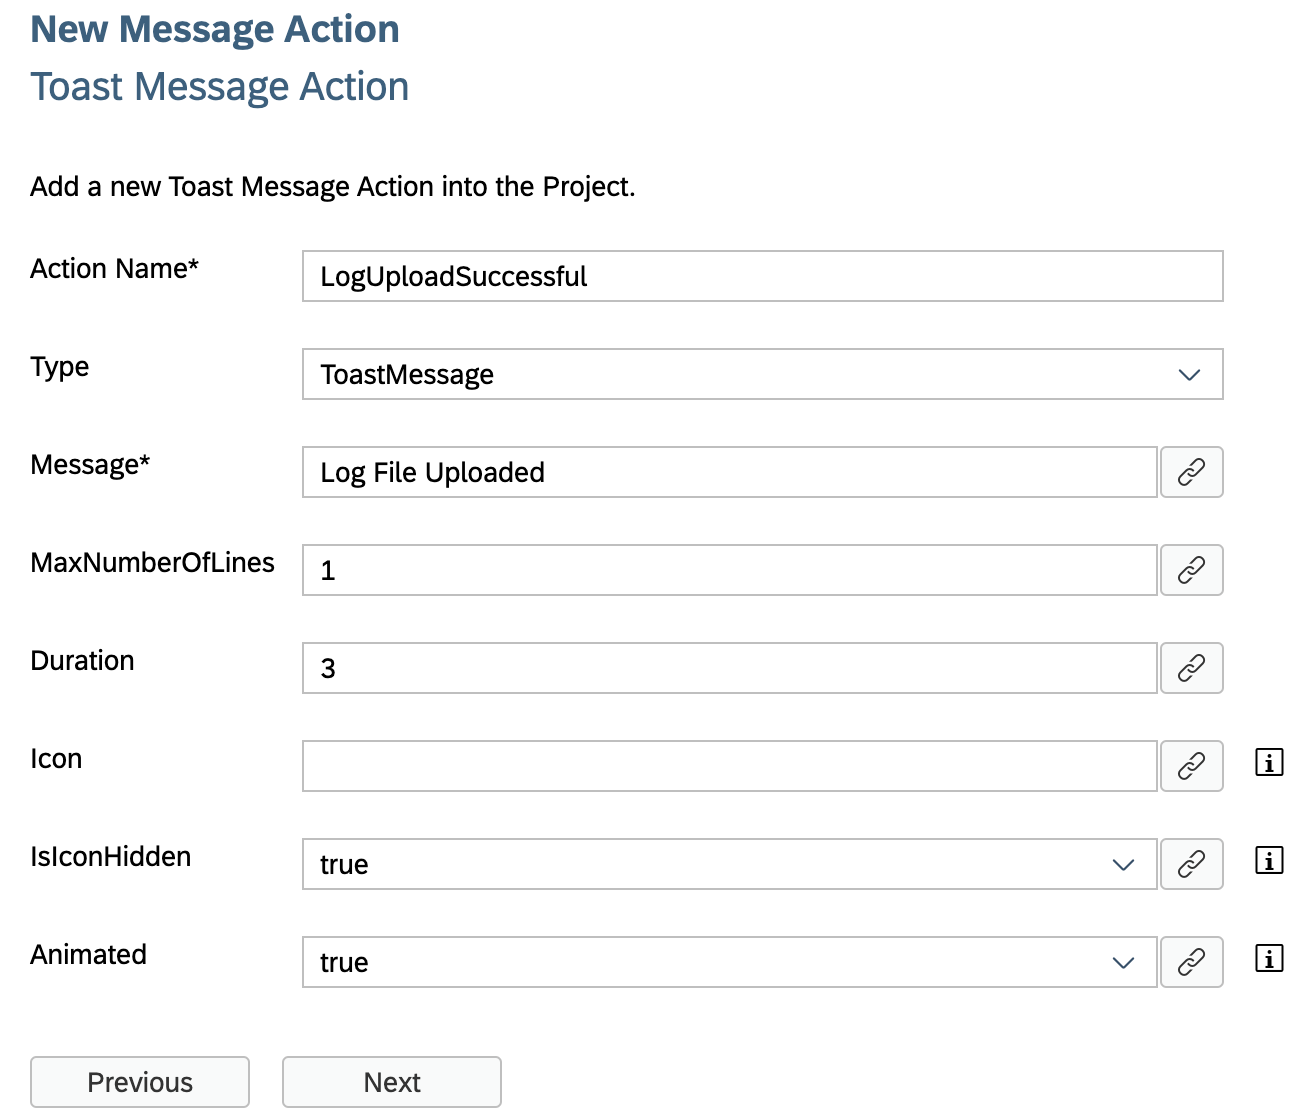 New Message Action
Toast Message Action
Add a new Toast Message Action into the Project.
Action Name* LogUploadSuccessful
Type ToastMessage
Message* Log File Uploaded
MaxNumberOfLines 1
Duration 3
Icon
IsIconHidden true
Animated true
Previous Next